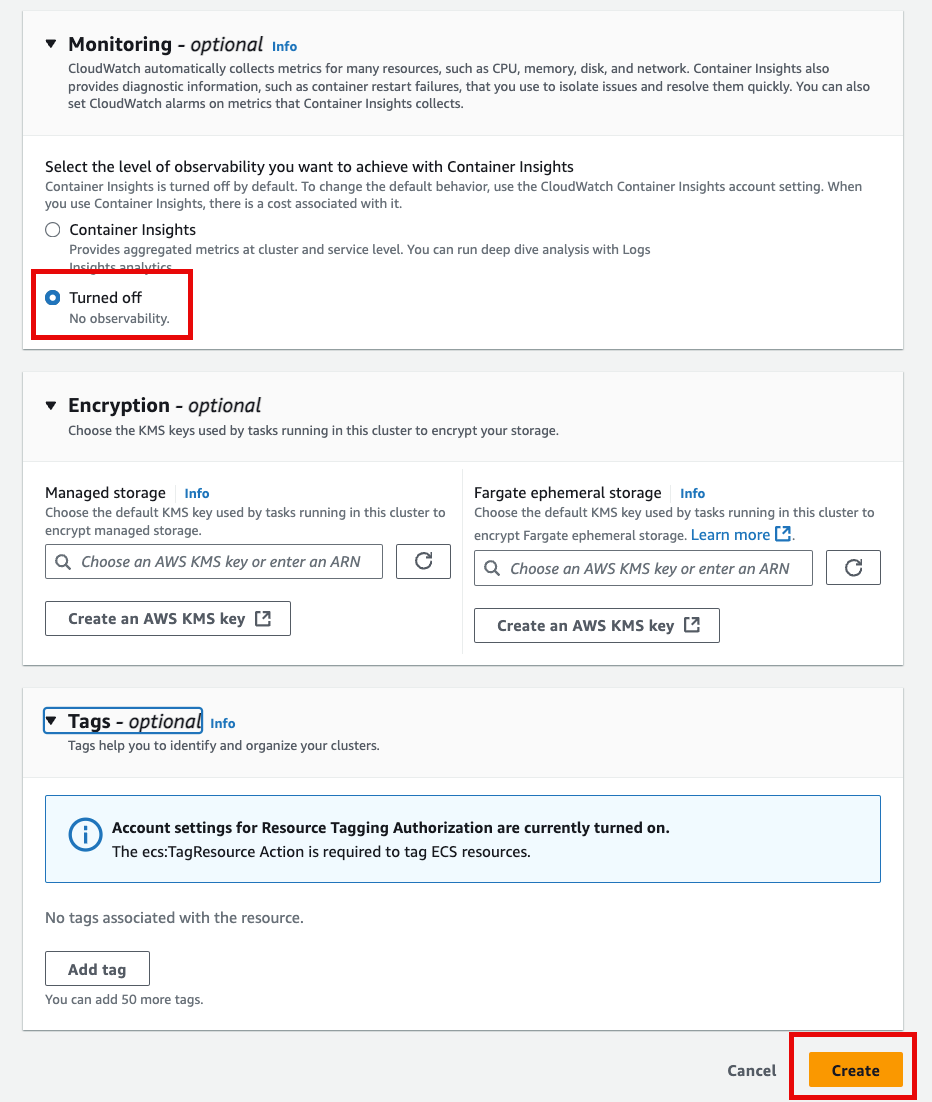 Monitoring - optional Info
CloudWatch automatically collects metrics for many resources, such as CPU, memory, disk, and network. Container Insights also
provides diagnostic information, such as container restart failures, that you use to isolate issues and resolve them quickly. You can also
set CloudWatch alarms on metrics that Container Insights collects.
Select the level of observability you want to achieve with Container Insights
Container Insights is turned off by default. To change the default behavior, use the CloudWatch Container Insights account setting. When
you use Container Insights, there is a cost associated with it.
Container Insights
Provides aggregated metrics at cluster and service level. You can run deep dive analysis with Logs
Insights analytics
Turned off
No observability.
Encryption - optional
Choose the KMS keys used by tasks running in this cluster to encrypt your storage.
Managed storage Info
Choose the default KMS key used by tasks running in this cluster to
encrypt managed storage.
Choose an AWS KMS key or enter an ARN
Create an AWS KMS key
Fargate ephemeral storage Info
Choose the default KMS key used by tasks running in this cluster to
encrypt Fargate ephemeral storage. Learn more.
Choose an AWS KMS key or enter an ARN
Create an AWS KMS key
Tags - optional Info
Tags help you to identify and organize your clusters.
Account settings for Resource Tagging Authorization are currently turned on.
The ecs:TagResource Action is required to tag ECS resources.
No tags associated with the resource.
Add tag
You can add 50 more tags.
Cancel Create